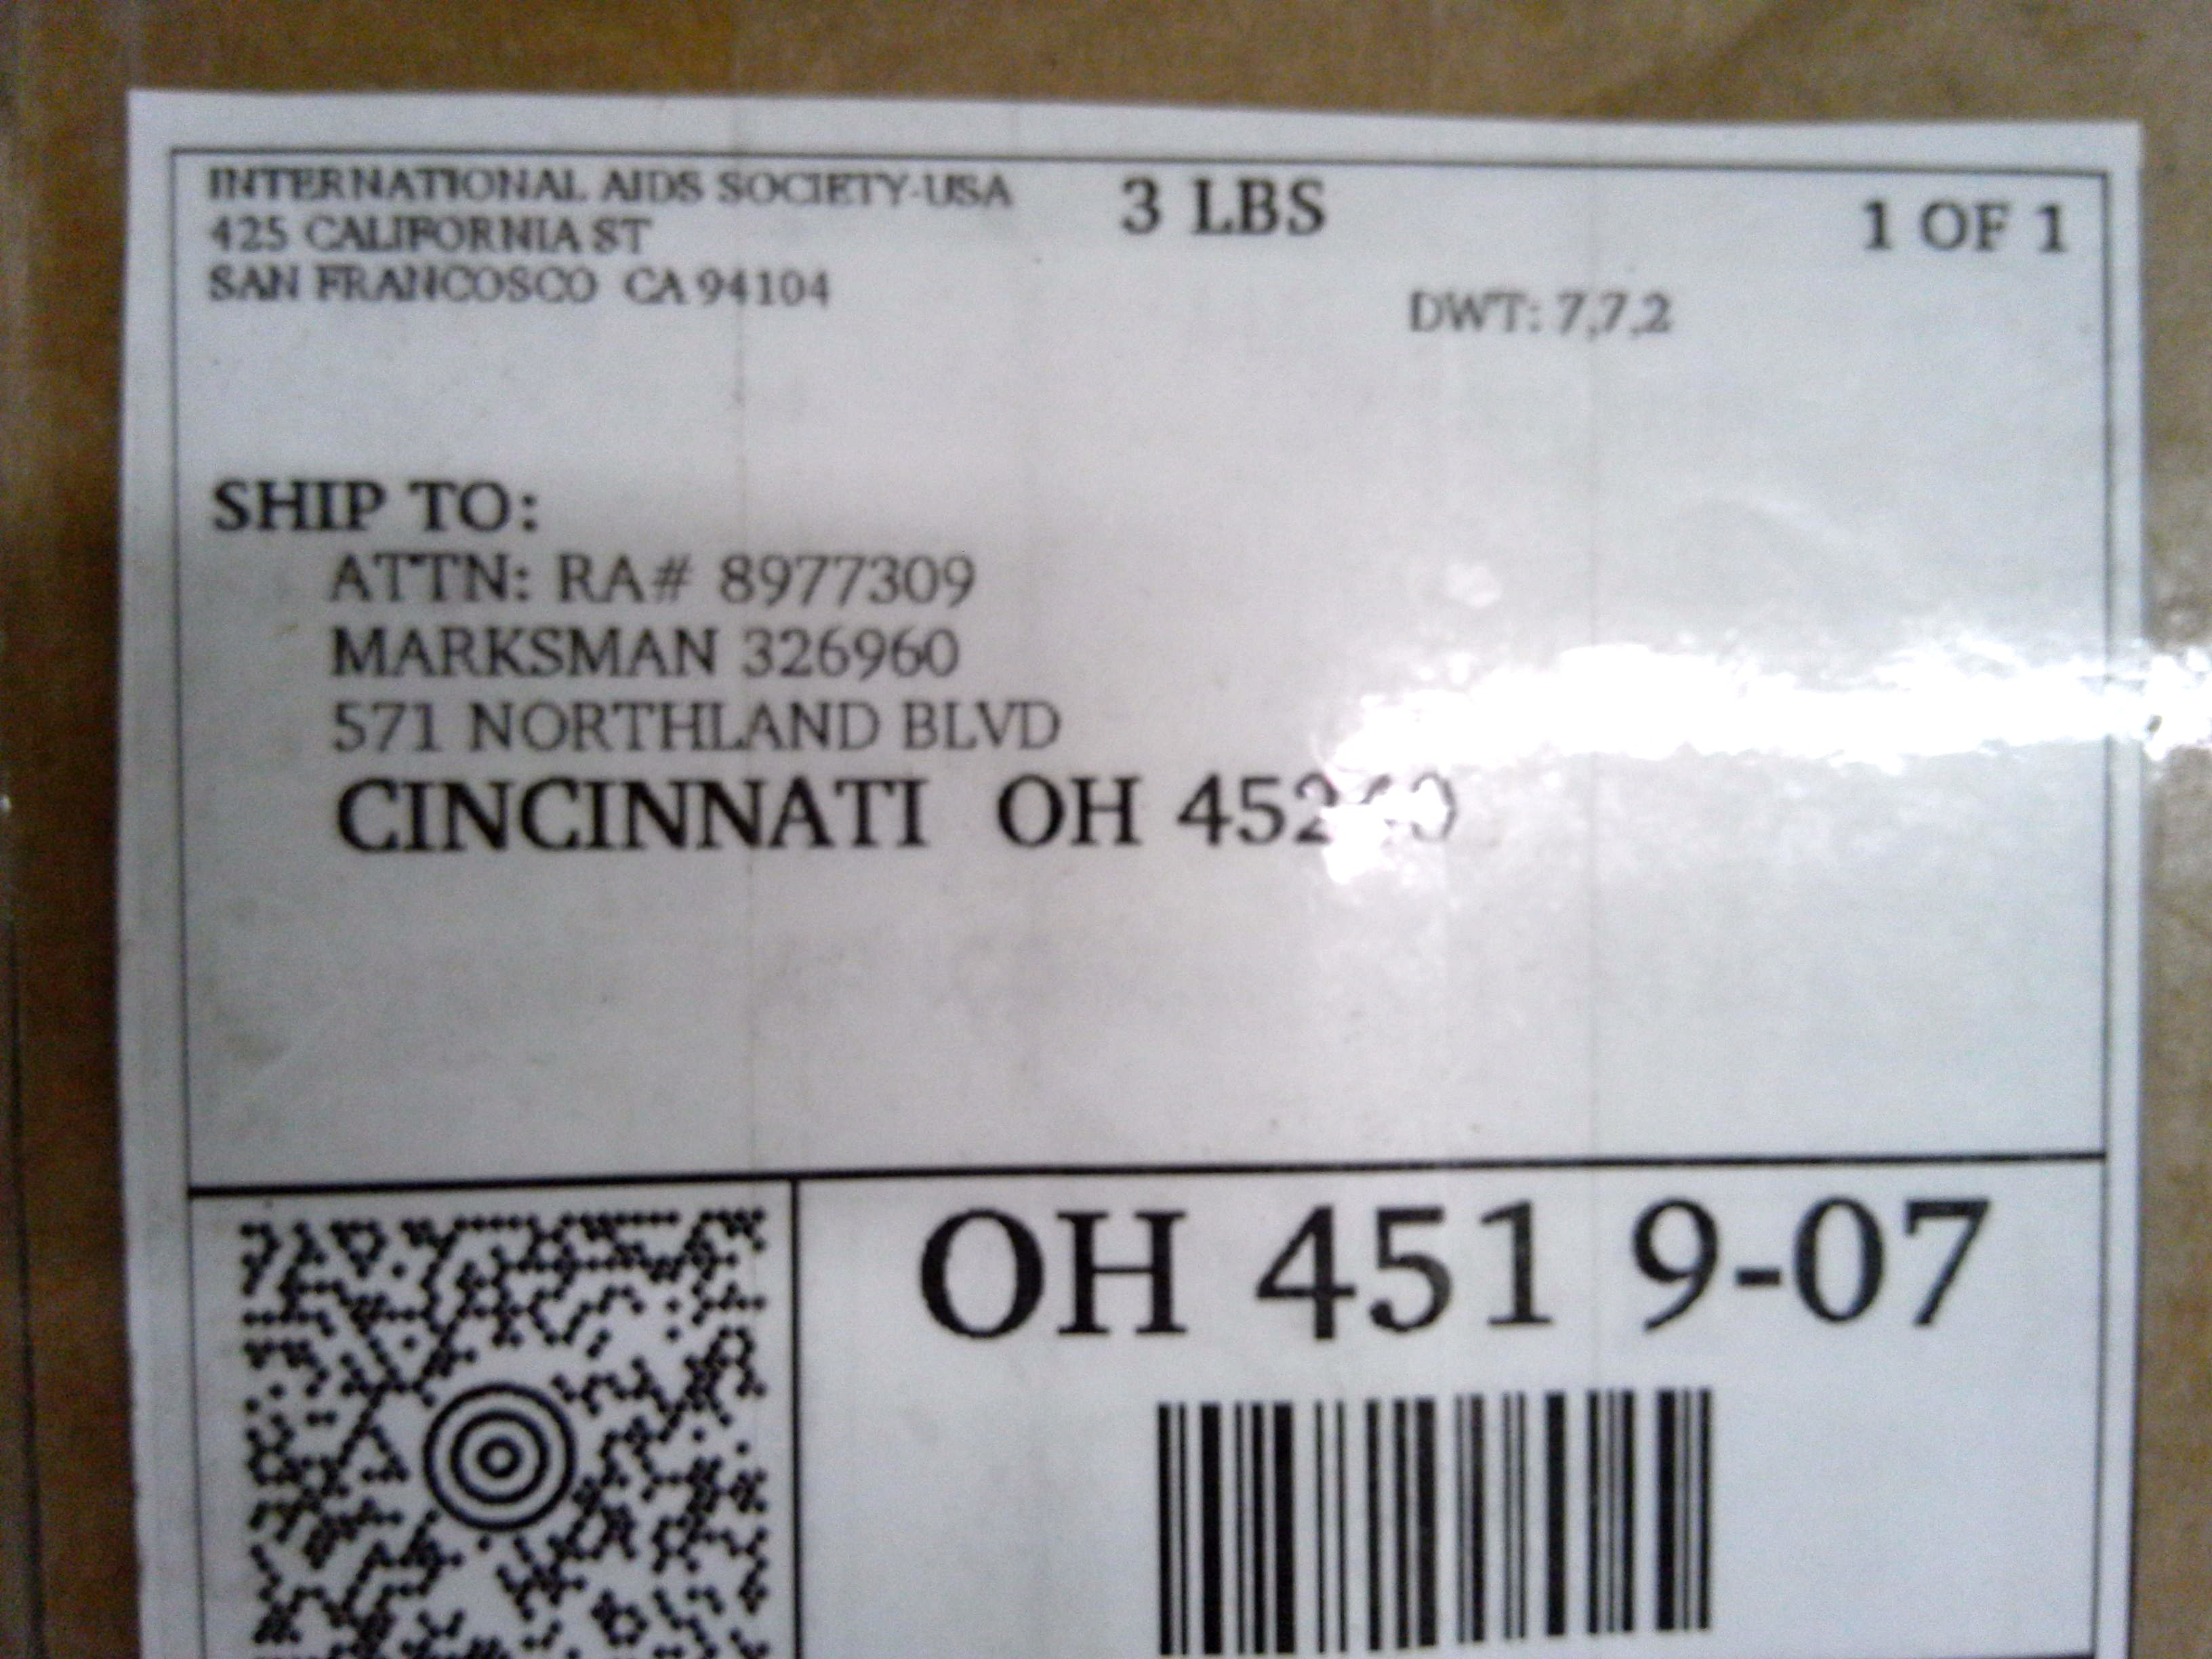 INTERNATIONAL AIDS SOCIETY-USA
425 CALIFORNIA ST
SAN FRANCOSCO CA 94104
3 LBS
1 OF 1
DWT: 7,7,2
SHIP TO:
ATTN: RA# 8977309
MARKSMAN 326960
571 NORTHLAND BLVD
CINCINNATI OH
OH 451 9-07